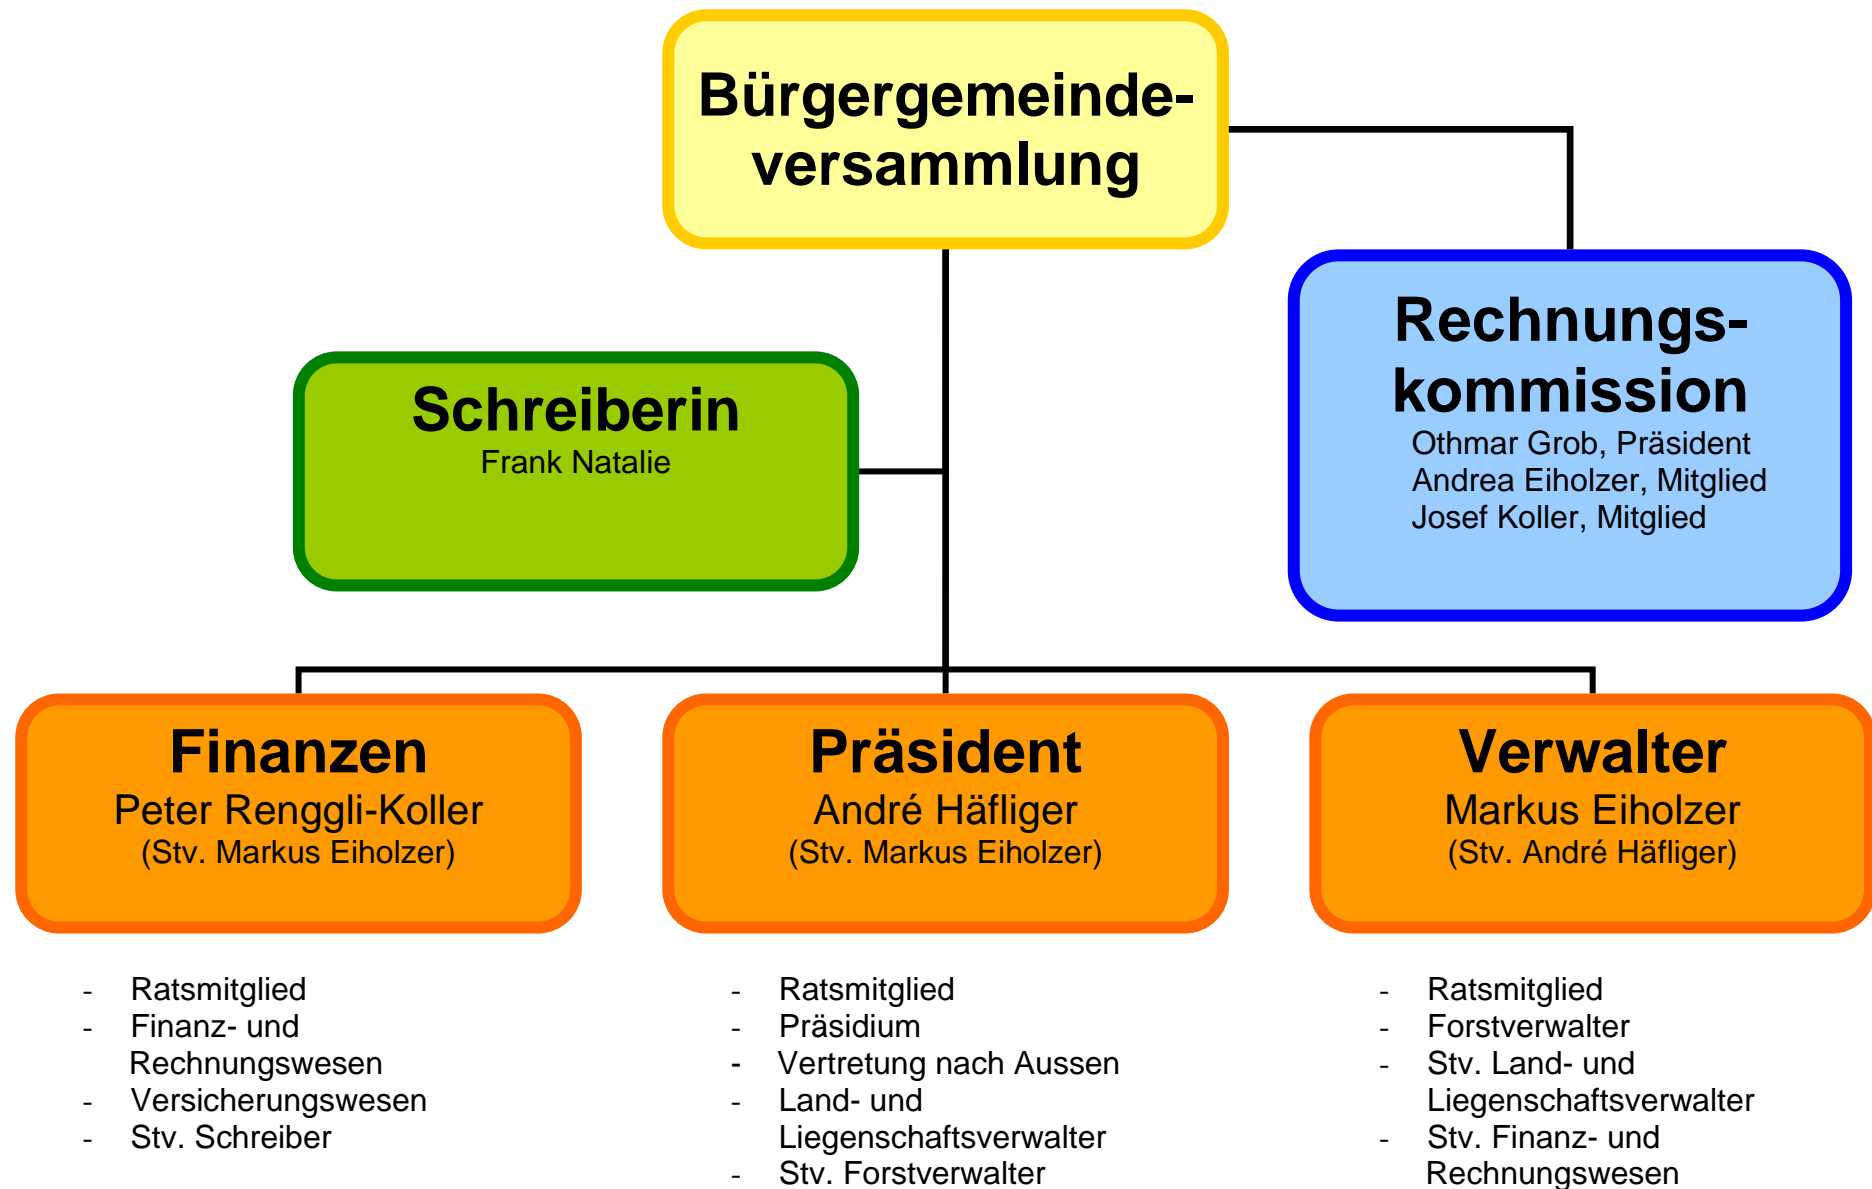 Bürgergemeinde-
versammlung
Rechnungs-
kommission
Othmar Grob, Präsident
Andrea Eiholzer, Mitglied
Josef Koller, Mitglied
Schreiberin
Frank Natalie
Finanzen
Peter Renggli-Koller
(Stv. Markus Eiholzer)
- Ratsmitglied
- Finanz- und
Rechnungswesen
- Versicherungswesen
- Stv. Schreiber
Präsident
André Häfliger
(Stv. Markus Eiholzer)
- Ratsmitglied
- Präsidium
- Vertretung nach Aussen
- Land- und
Liegenschaftsverwalter
- Stv. Forstverwalter
Verwalter
Markus Eiholzer
(Stv. André Häfliger)
- Ratsmitglied
- Forstverwalter
- Stv. Land- und
Liegenschaftsverwalter
- Stv. Finanz- und
Rechnungswesen